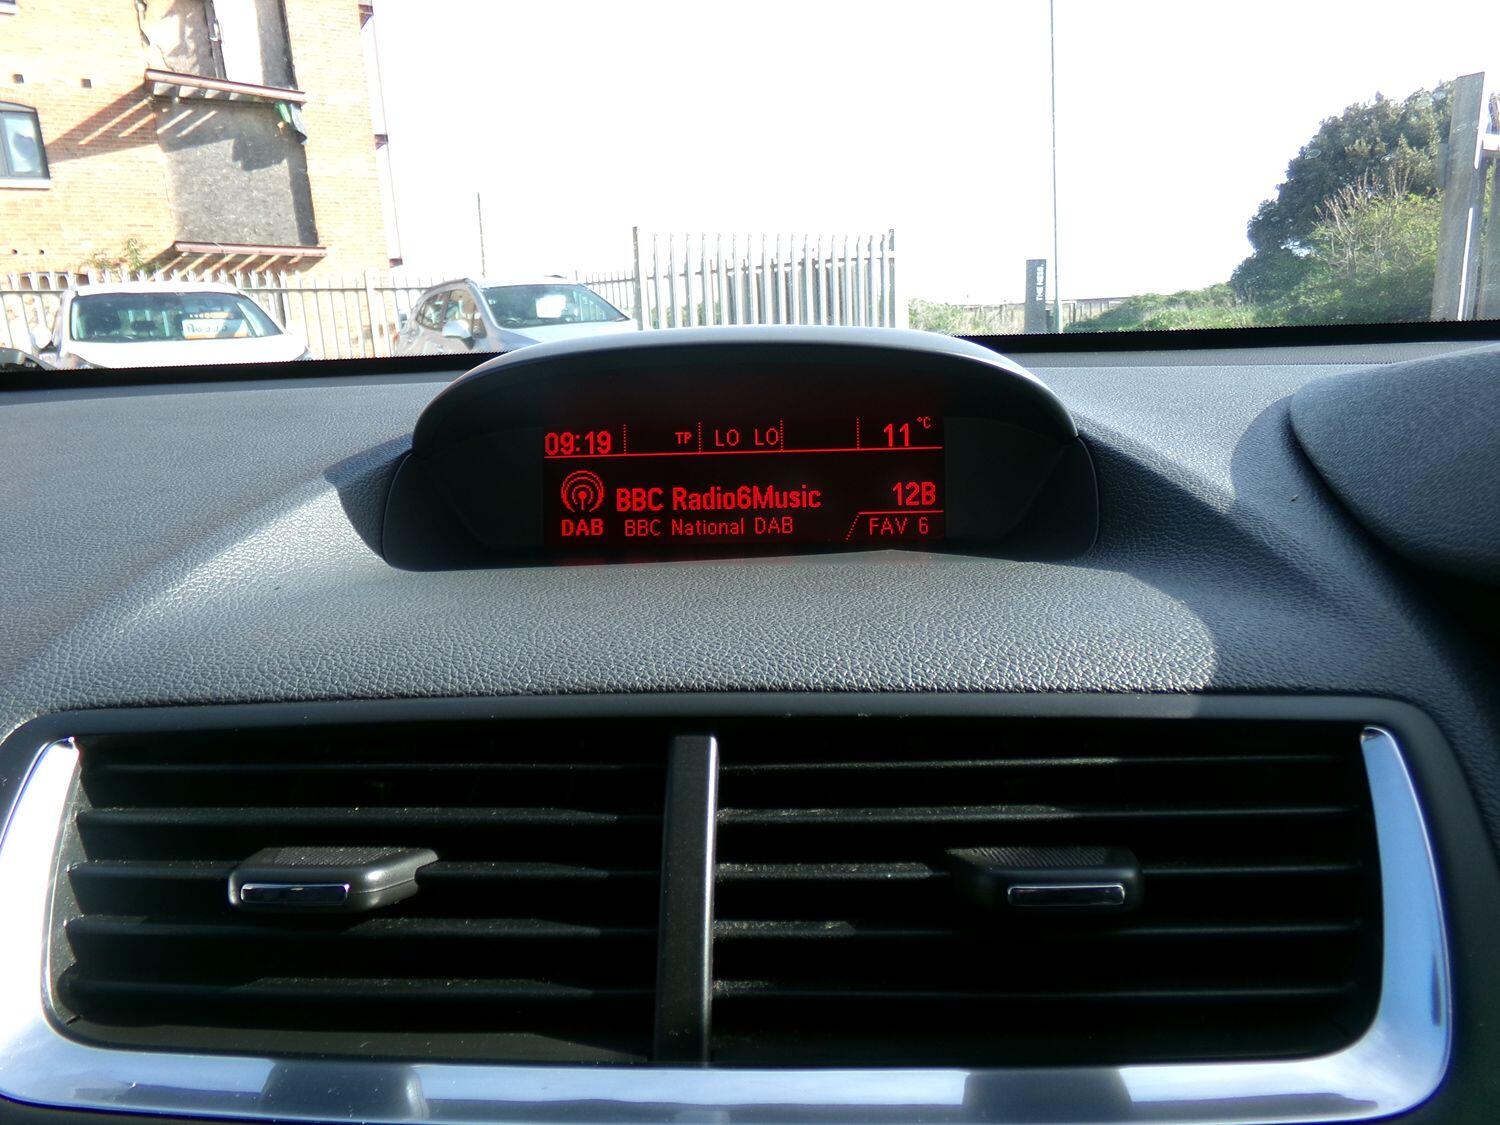 09:19 TP LO LO 11 °C
BBC Radio6Music 12B
DAB BBC National DAB FAV 6